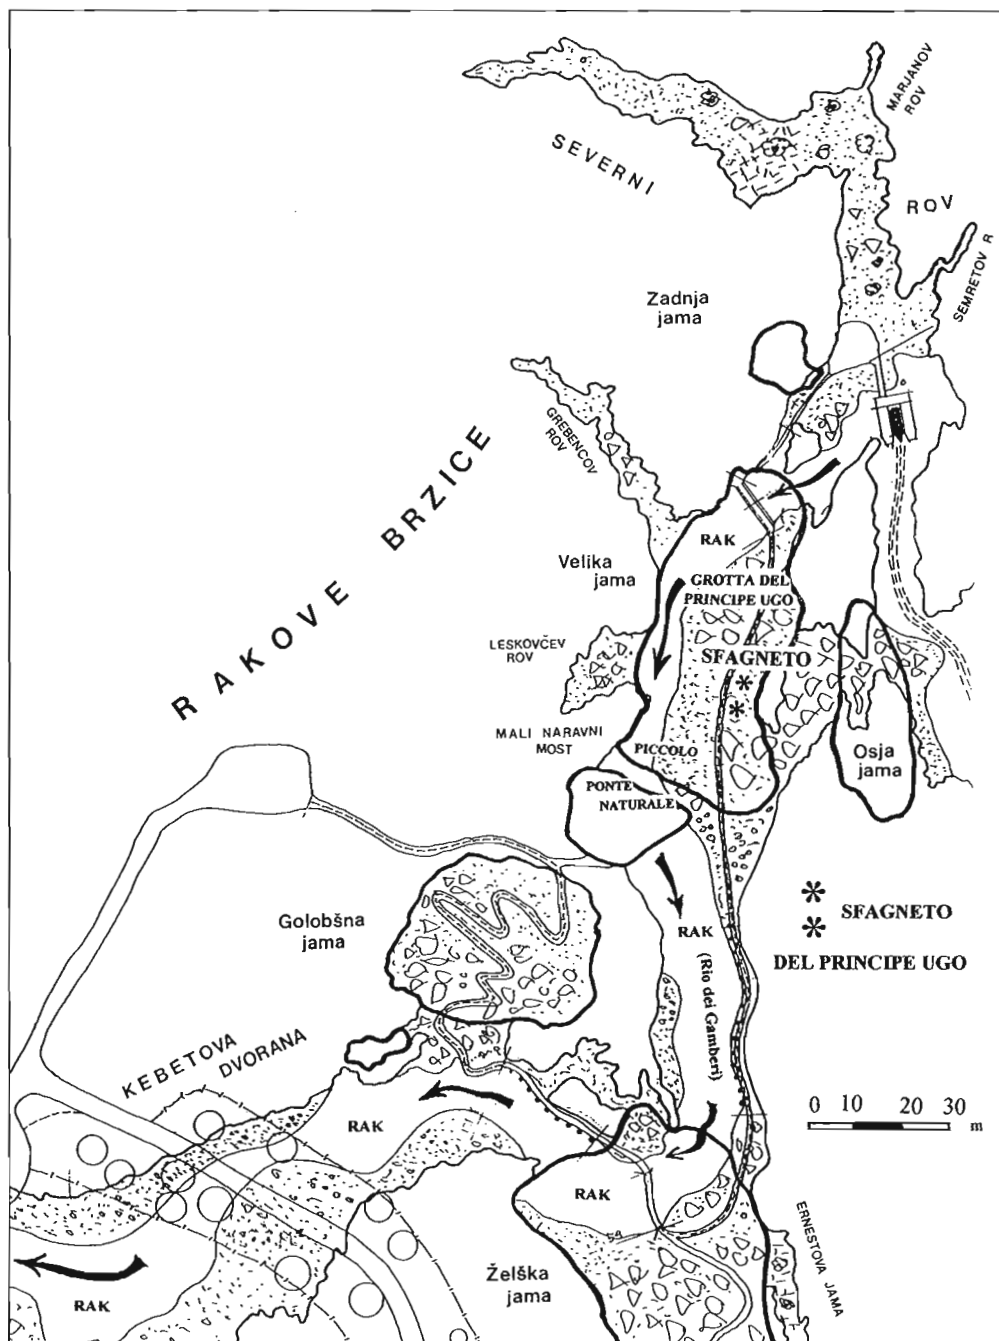 MARJANOV
ROV
SEVERNI
ROV
SEMRETOV R
Zadnja
jama
GREBENCOV
ROV
RAKOVE BRZICE
RAK
Velika
jama
GROTTA DEL
PRINCIPE UGO
LESKOVČEV
ROV
SFAGNETO
*
*
MALI NARAVNI
MOST
PICCOLO
Osja
jama
PONTE
NATURALE
*
*
SFAGNETO
DEL PRINCIPE UGO
Golobšna
jama
RAK
(Rio dei Gamberi)
KEBETOVA
DVORANA
0 10 20 30
m
RAK
RAK
ERNESTOVA JAMA
Želška
jama
RAK